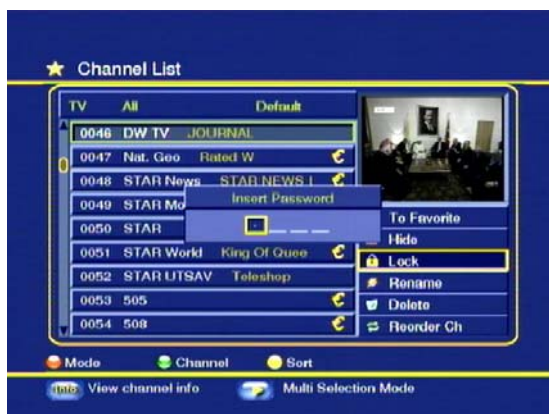 Channel List
TV All Default
0046 DW TV JOURNAL
0047 Nat. Geo Rated W €
0048 STAR News STAR NEWS I €
0049 STAR Mo
Insert Password
0050 STAR
0051 STAR World King Of Quee €
0052 STAR UTSAV Teleshop
0053 505 €
0054 508 €
To Favorite
Hide
Lock
Rename
Delete
Reorder Ch
Mode Channel Sort
Info View channel info Multi Selection Mode